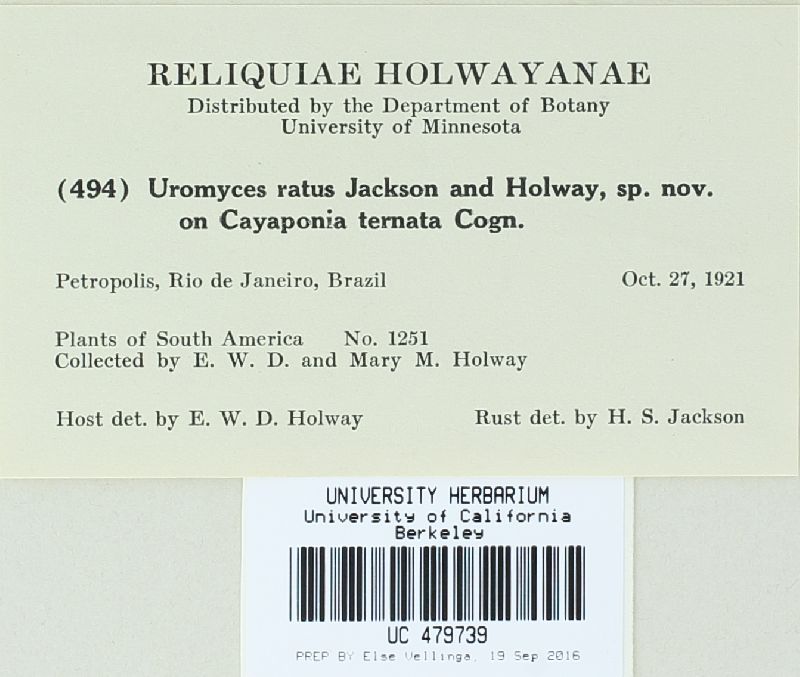 RELIQUIAE HOLWAYANAE
Distributed by the Department of Botany
University of Minnesota
(494) Uromyces ratus Jackson and Holway, sp. nov.
on Cayaponia ternata Cogn.
Petropolis, Rio de Janeiro, Brazil Oct. 27, 1921
Plants of South America No. 1251
Collected by E. W. D. and Mary M. Holway
Host det. by E. W. D. Holway Rust det. by H. S. Jackson
UNIVERSITY HERBARIUM
University of California
Berkeley
UC 479739
PREP BY Else Vellinga, 19 Sep 2016